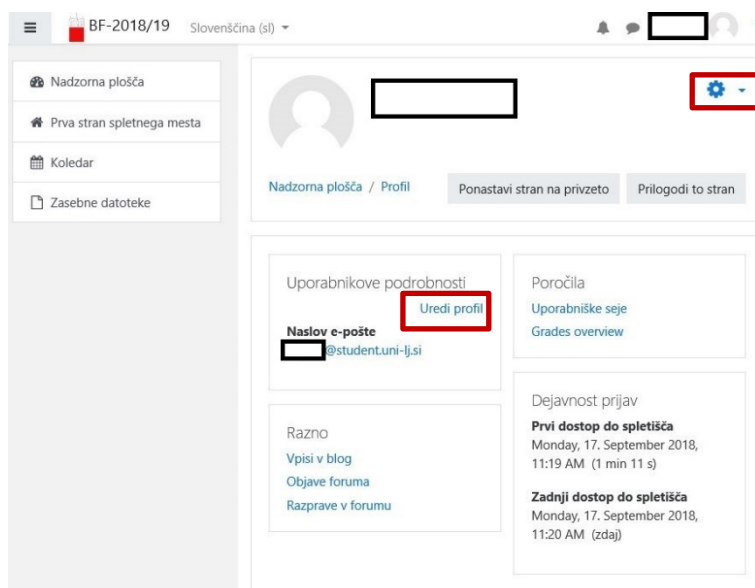 BF-2018/19 Slovenščina (sl)
Nadzorna plošča
Prva stran spletnega mesta
Koledar
Zasebne datoteke
Nadzorna plošča / Profil
Ponastavi stran na privzeto
Prilogodi to stran
Uporabnikove podrobnosti
Uredi profil
Naslov e-pošte
@student.uni-lj.si
Razno
Vpisi v blog
Objave foruma
Razprave v forumu
Poročila
Uporabniške seje
Grades overview
Dejavnost prijav
Prvi dostop do spletišča
Monday, 17. September 2018,
11:19 AM (1 min 11 s)
Zadnji dostop do spletišča
Monday, 17. September 2018,
11:20 AM (zdaj)